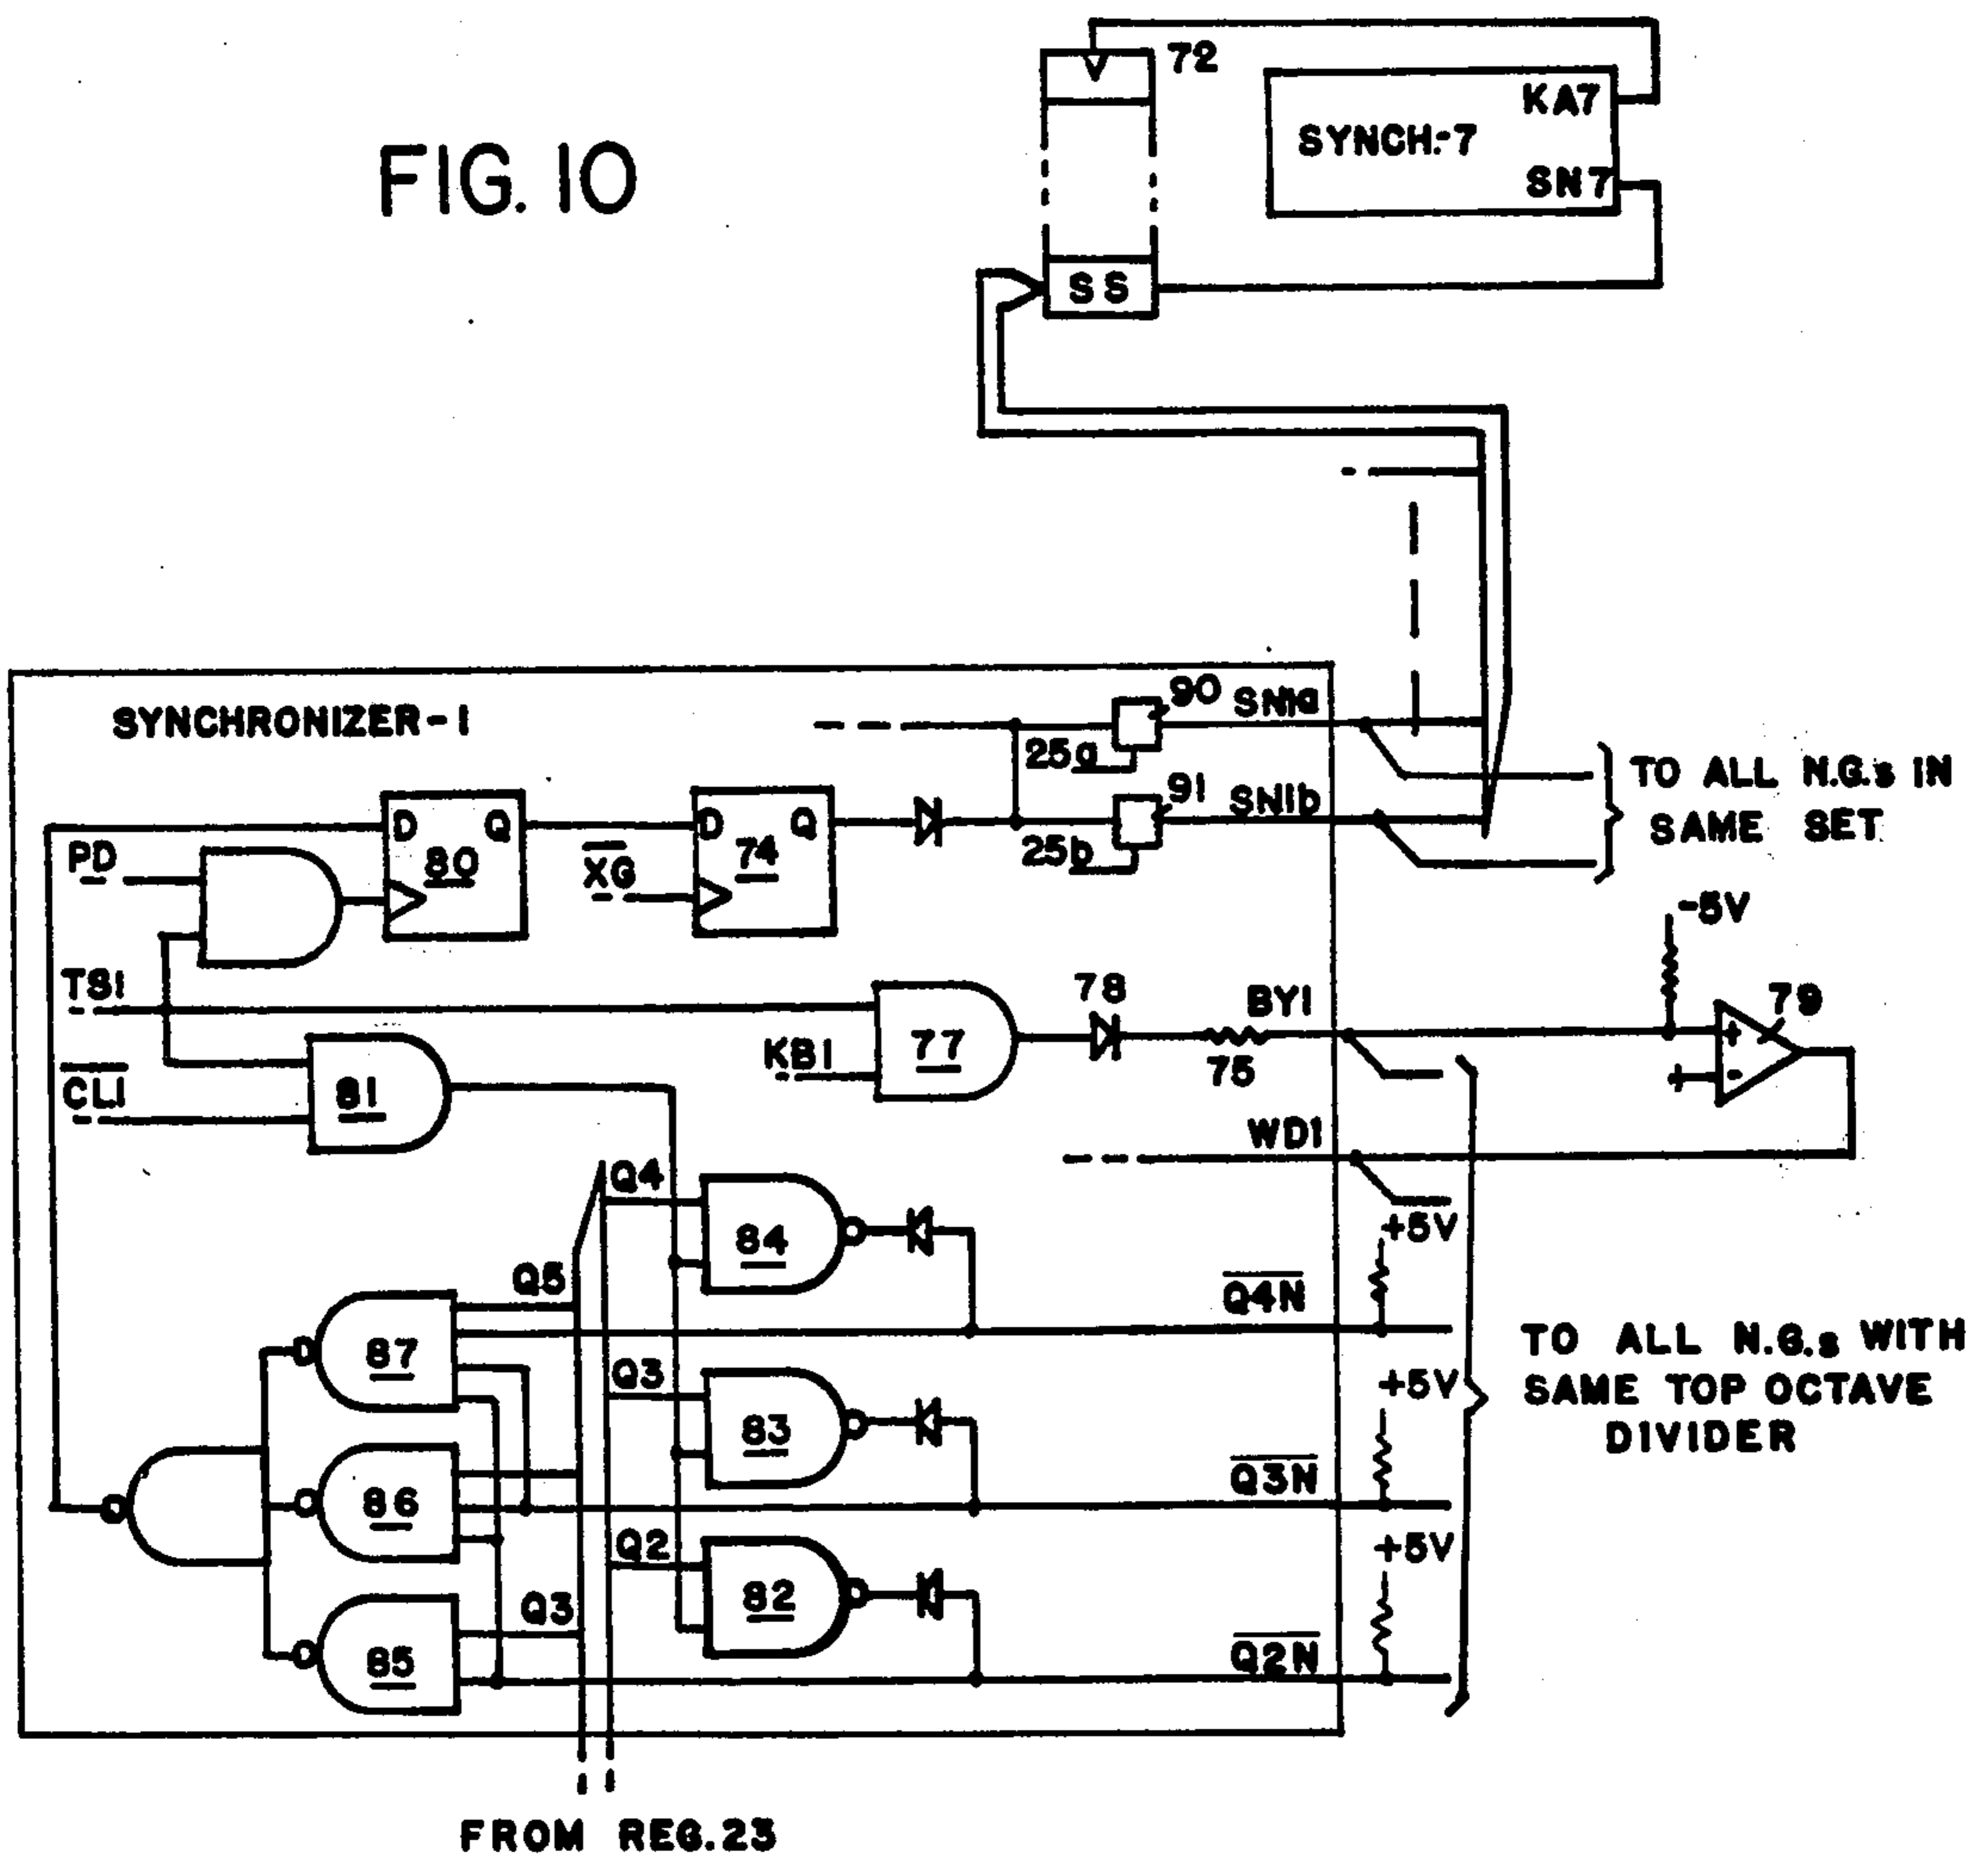 FIG. 10
72
V
KA7
SYNCH.-7
SN7
SS
SYNCHRONIZER-1
90
SN1a
25a
91
SN1b
25b
TO ALL N.G.s IN
SAME SET
PD
D Q
80
XG
D Q
74
-5V
TS1
77
KB1
78
75
BY1
79
+
-
CL1
81
WD1
Q4
84
+5V
Q5
Q4N
87
Q3
83
+5V
Q3N
TO ALL N.G.s WITH
SAME TOP OCTAVE
DIVIDER
86
Q2
82
+5V
Q3
Q2N
85
FROM REG. 23